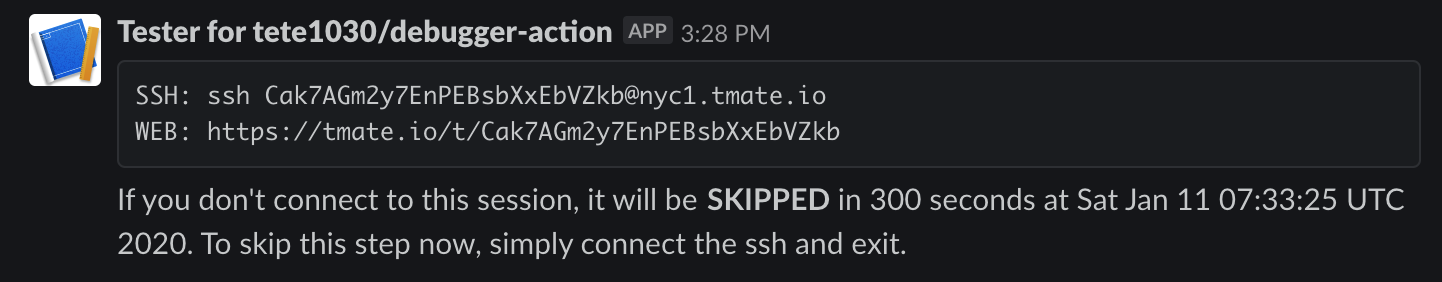 Tester for tete1030/debugger-action APP 3:28 PM
SSH: ssh Cak7AGm2y7EnPEBsbXxEbVZkb@nyc1.tmate.io
WEB: https://tmate.io/t/Cak7AGm2y7EnPEBsbXxEbVZkb
If you don't connect to this session, it will be SKIPPED in 300 seconds at Sat Jan 11 07:33:25 UTC
2020. To skip this step now, simply connect the ssh and exit.